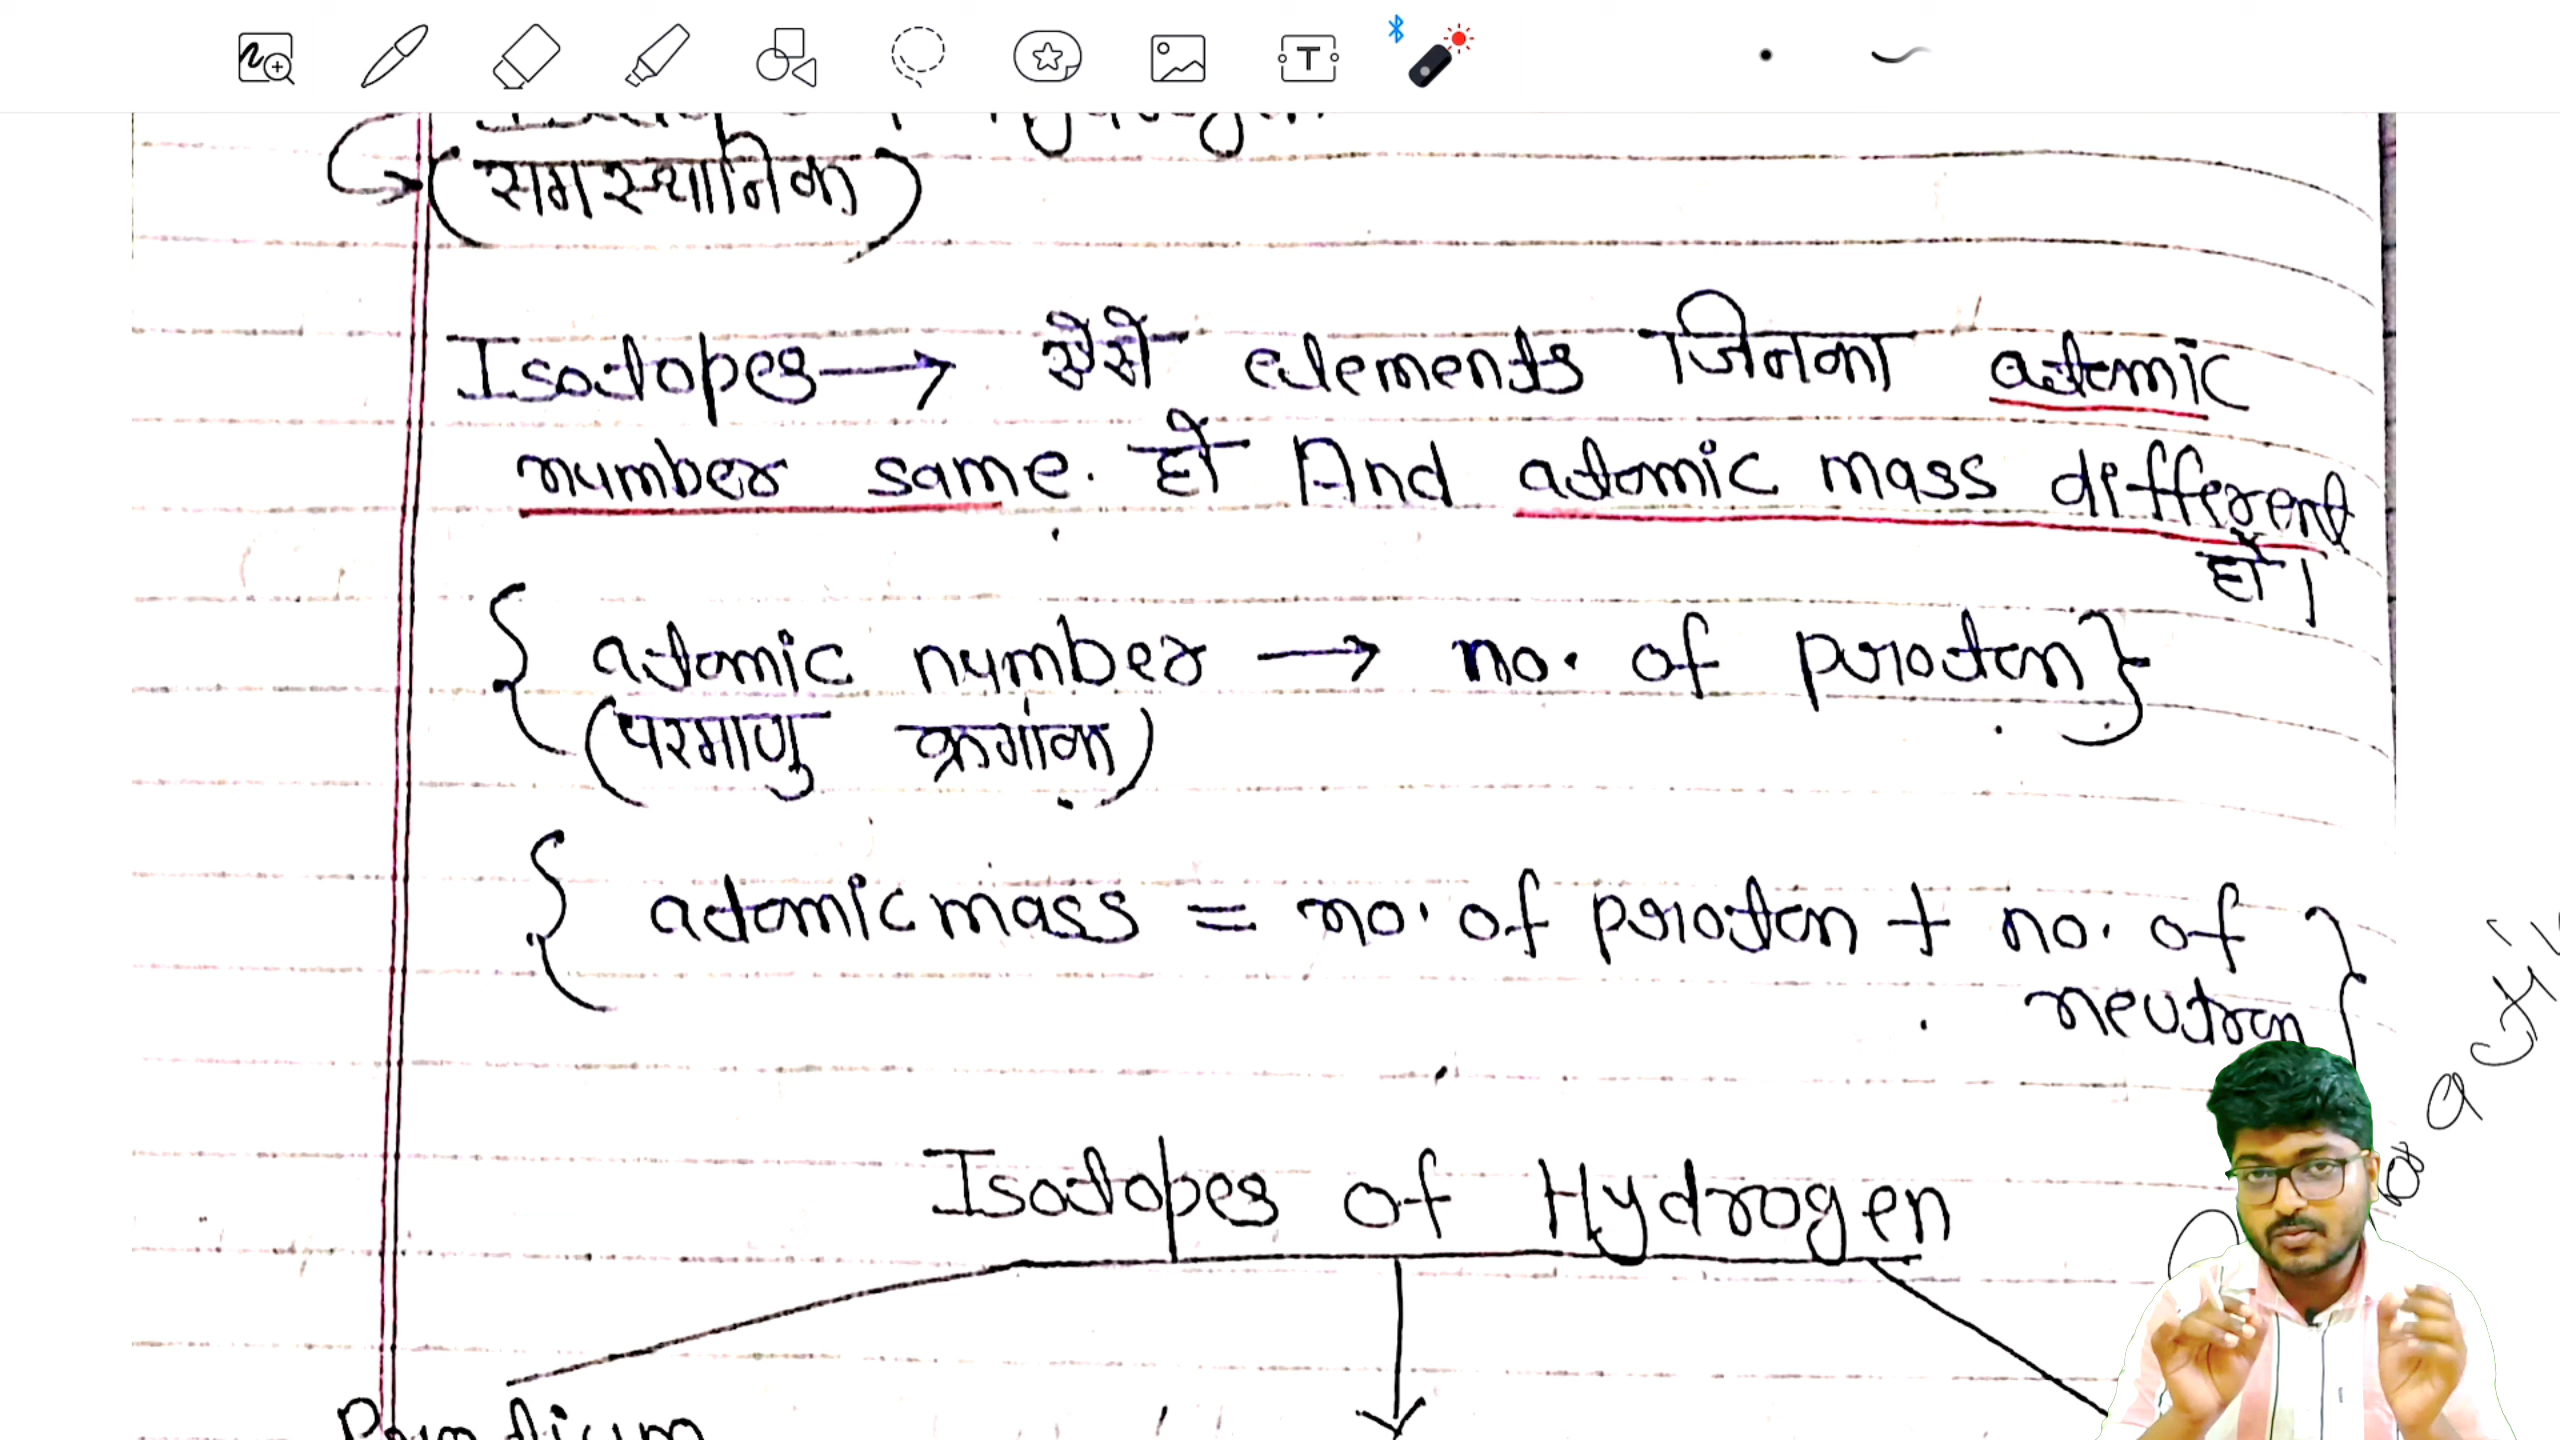 (समस्थानिक)
Isotopes → ऐसे elements जिनका atomic
number same. हो And atomic mass different
हो।
{ atomic number → no. of proton }
(परमाणु क्रमांक)
{ atomic mass = no. of proton + no. of
neutron }
Isotopes of Hydrogen